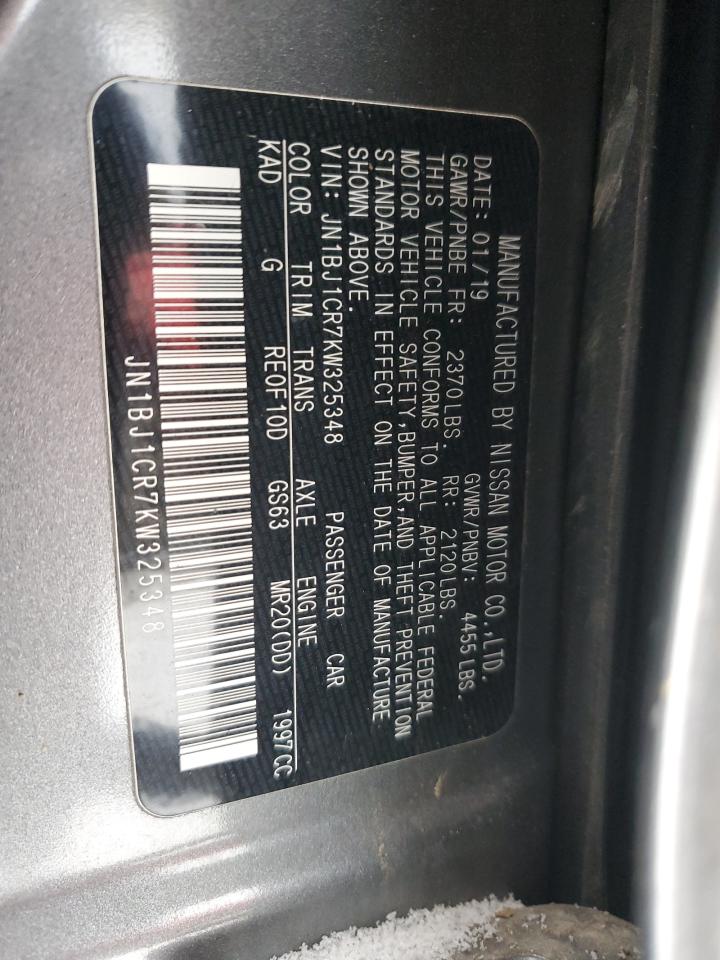 MANUFACTURED BY NISSAN MOTOR CO.,LTD.
DATE: 01/19 GVWR/PNBV: 4455 LBS.
GAWR/PNBE FR: 2370LBS. RR: 2120LBS.
THIS VEHICLE CONFORMS TO ALL APPLICABLE FEDERAL
MOTOR VEHICLE SAFETY,BUMPER,AND THEFT PREVENTION
STANDARDS IN EFFECT ON THE DATE OF MANUFACTURE
SHOWN ABOVE.
VIN: JN1BJ1CR7KW325348 PASSENGER CAR
COLOR TRIM TRANS AXLE ENGINE
KAD G RE0F10D GS63 MR20(DD) 1997CC
JN1BJ1CR7KW325348